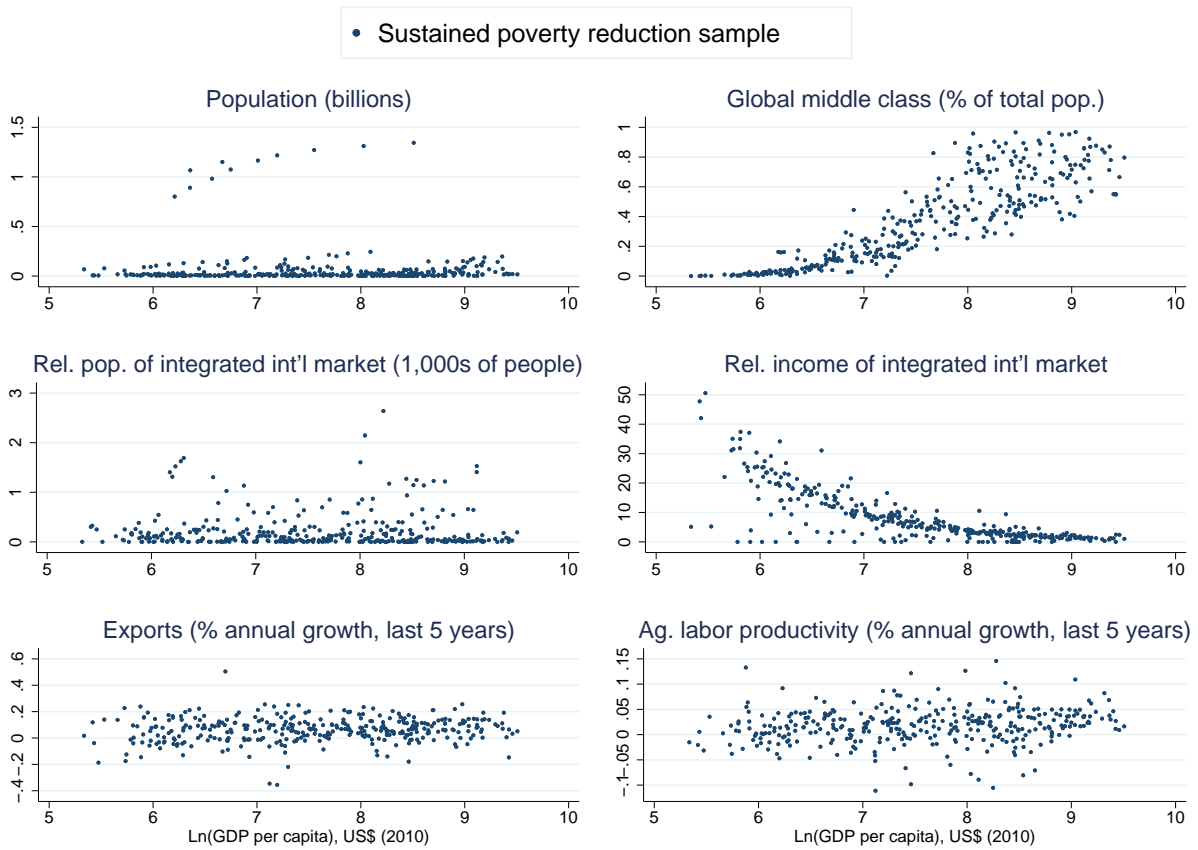 Sustained poverty reduction sample
Population (billions)
0 .5 1 1.5
5 6 7 8 9 10
Global middle class (% of total pop.)
0 .2 .4 .6 .8 1
5 6 7 8 9 10
Rel. pop. of integrated int’l market (1,000s of people)
0 1 2 3
5 6 7 8 9 10
Rel. income of integrated int’l market
0 10 20 30 40 50
5 6 7 8 9 10
Exports (% annual growth, last 5 years)
-.4 -.2 0 .2 .4 .6
5 6 7 8 9 10
Ln(GDP per capita), US$ (2010)
Ag. labor productivity (% annual growth, last 5 years)
-.1 -.05 0 .05 .1 .15
5 6 7 8 9 10
Ln(GDP per capita), US$ (2010)